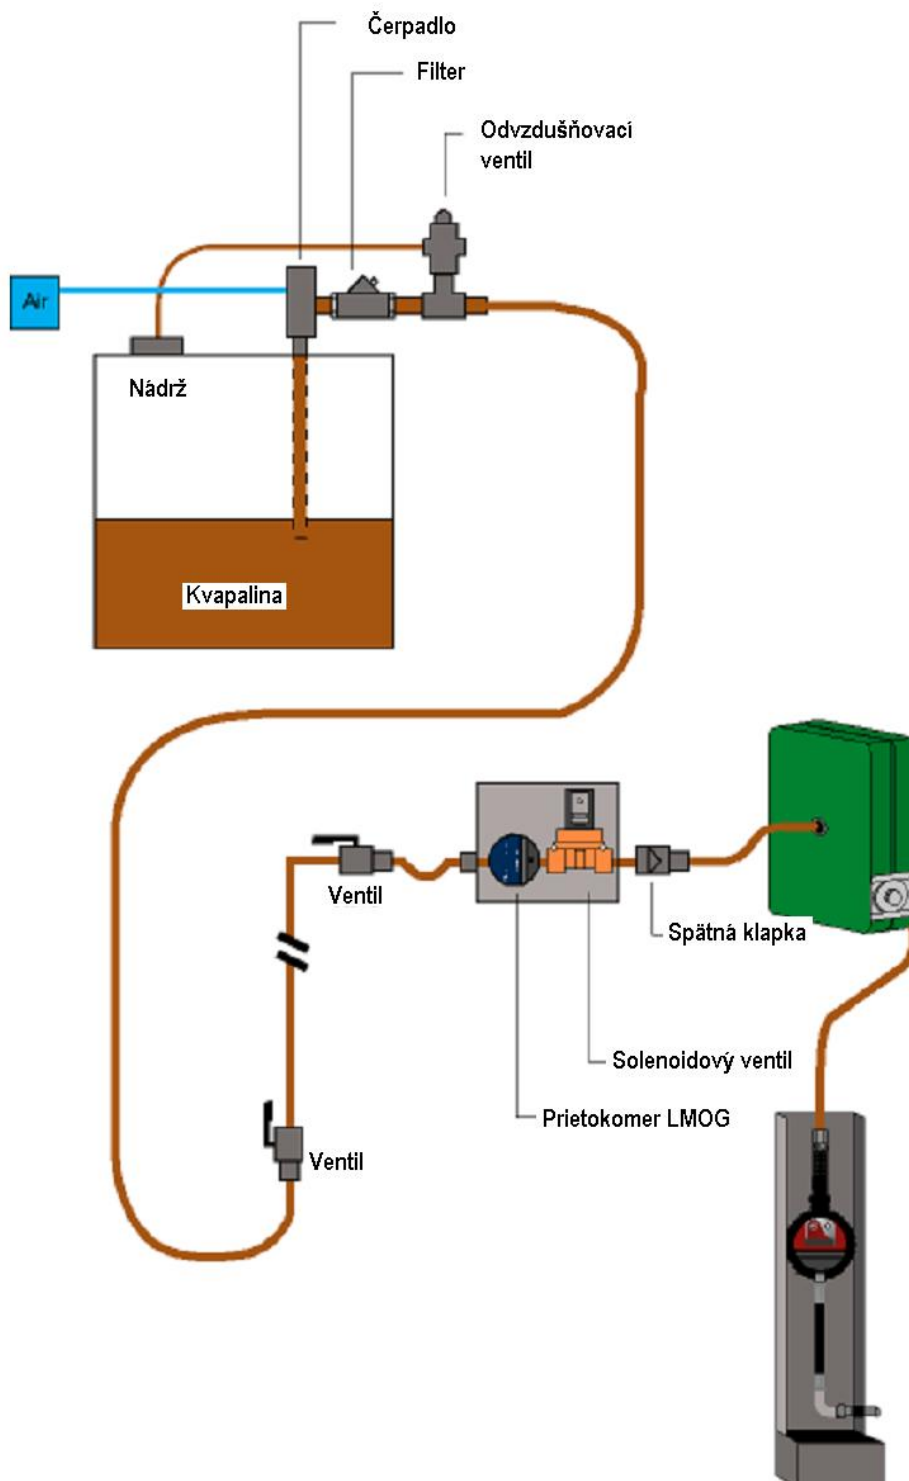 Čerpadlo
Filter
Odvzdušňovací
ventil
Air
Nádrž
Kvapalina
Ventil
Spätná klapka
Solenoidový ventil
Prietokomer LMOG
Ventil